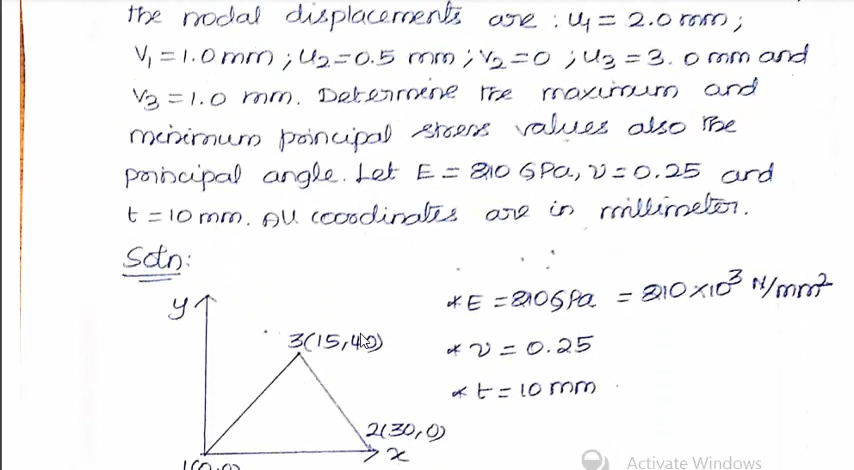 the nodal displacements are : u1 = 2.0 mm ;
V1 = 1.0 mm ; u2 = 0.5 mm ; V2 = 0 ; u3 = 3.0 mm and
V3 = 1.0 mm. Determine the maximum and
minimum principal stress values also the
principal angle. Let E = 210 GPa, ν = 0.25 and
t = 10 mm. All coordinates are in millimeter.
Soln:
* E = 210 GPa = 210 × 10³ N/mm²
y
3(15,40)
* ν = 0.25
* t = 10 mm
2(30,0)
x
1(0,0)
Activate Windows